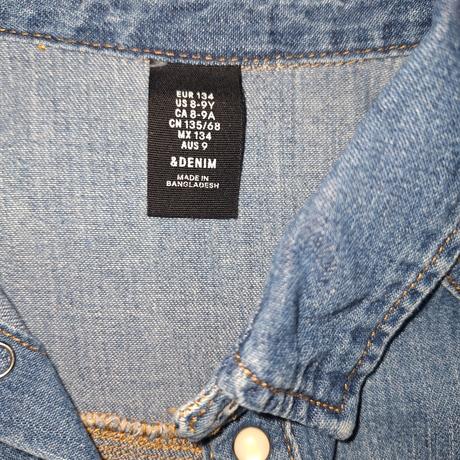 EUR 134
US 8-9Y
CA 8-9A
CN 135/68
MX 134
AUS 9
&DENIM
MADE IN
BANGLADESH